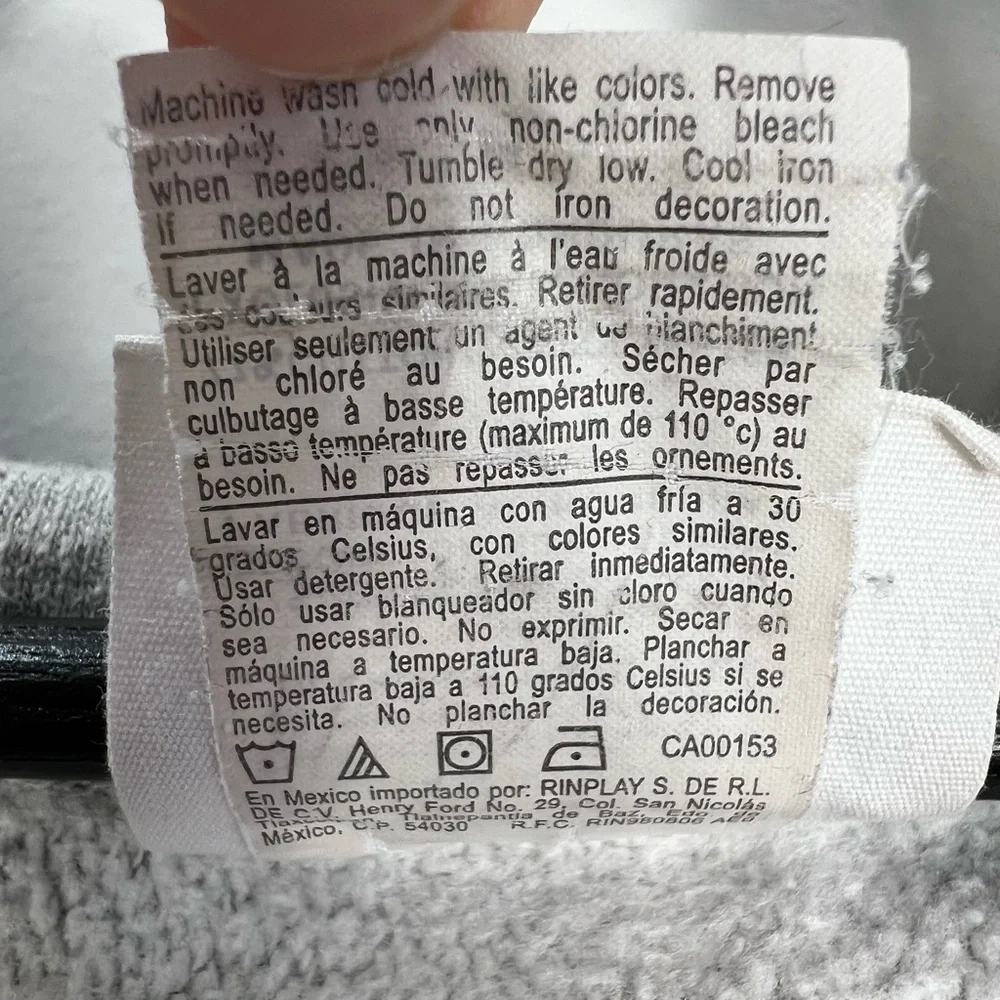 Machine wash cold with like colors. Remove
promptly. Use only non-chlorine bleach
when needed. Tumble dry low. Cool iron
if needed. Do not iron decoration.
Laver à la machine à l'eau froide avec
des couleurs similaires. Retirer rapidement.
Utiliser seulement un agent de blanchiment
non chloré au besoin. Sécher par
culbutage à basse température. Repasser
à basse température (maximum de 110 °c) au
besoin. Ne pas repasser les ornements.
Lavar en máquina con agua fría a 30
grados Celsius, con colores similares.
Usar detergente. Retirar inmediatamente.
Sólo usar blanqueador sin cloro cuando
sea necesario. No exprimir. Secar en
máquina a temperatura baja. Planchar a
temperatura baja a 110 grados Celsius si se
necesita. No planchar la decoración.
CA00153
En Mexico importado por: RINPLAY S. DE R.L.
DE C.V. Henry Ford No. 29, Col. San Nicolás
Tlalnepantla de Baz, Edo de
México, C.P. 54030 R.F.C. RIN980806